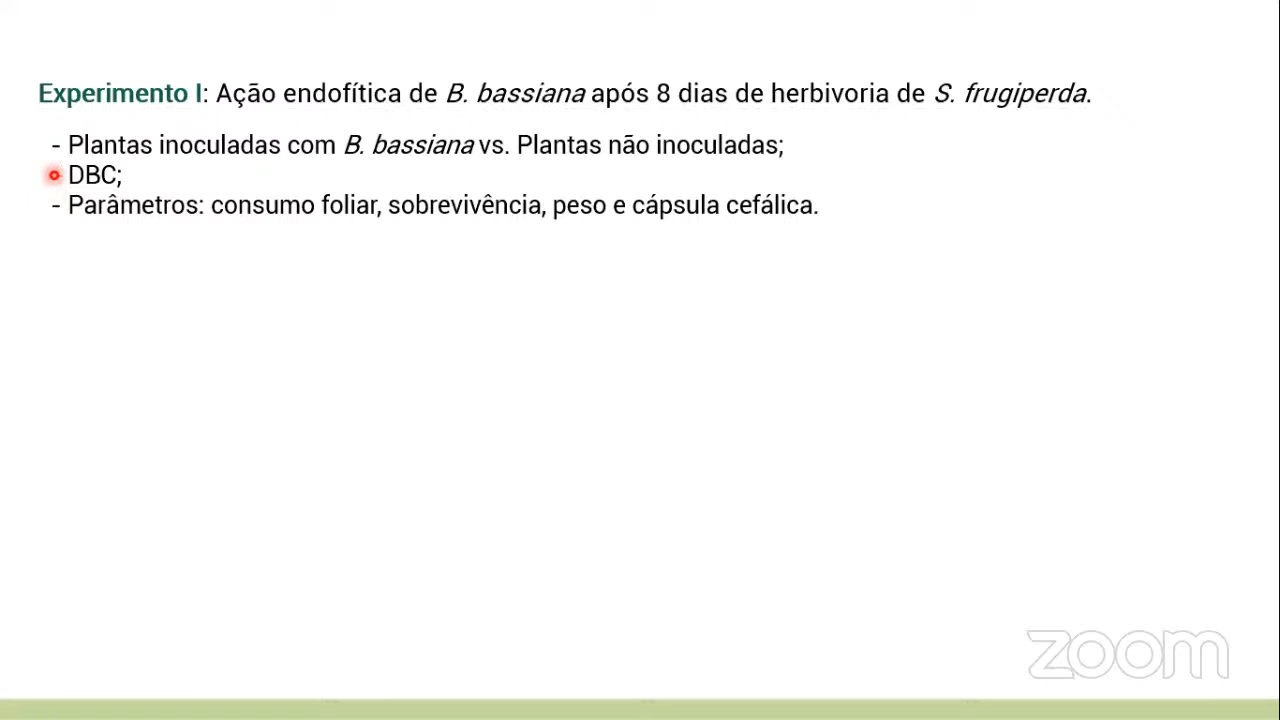 Experimento I: Ação endofítica de B. bassiana após 8 dias de herbivoria de S. frugiperda.
- Plantas inoculadas com B. bassiana vs. Plantas não inoculadas;
DBC;
- Parâmetros: consumo foliar, sobrevivência, peso e cápsula cefálica.
zoom